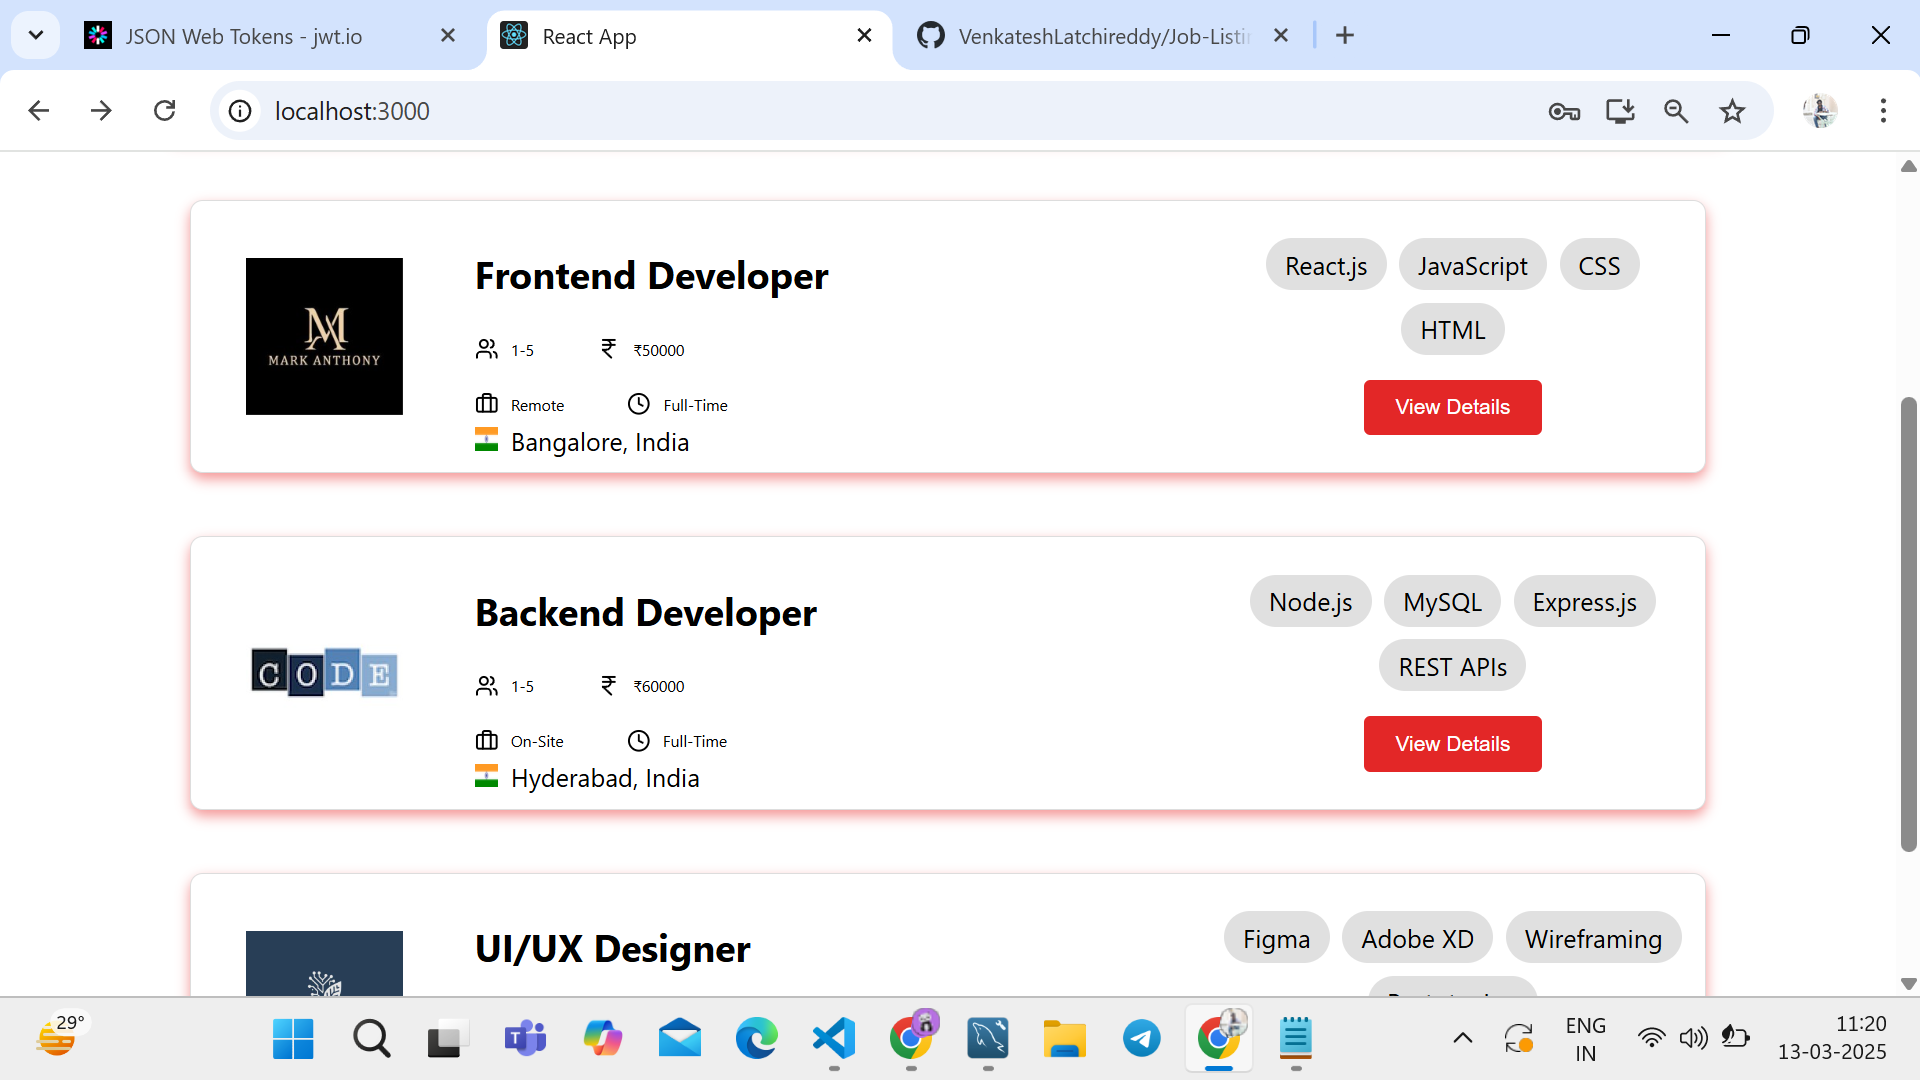 JSON Web Tokens - jwt.io
React App
VenkateshLatchireddy/Job-Listin
localhost:3000
MARK ANTHONY
Frontend Developer
1-5 ₹ ₹50000
Remote Full-Time
Bangalore, India
React.js JavaScript CSS
HTML
View Details
CODE
Backend Developer
1-5 ₹ ₹60000
On-Site Full-Time
Hyderabad, India
Node.js MySQL Express.js
REST APIs
View Details
UI/UX Designer
Figma Adobe XD Wireframing
29°
ENG
IN
11:20
13-03-2025